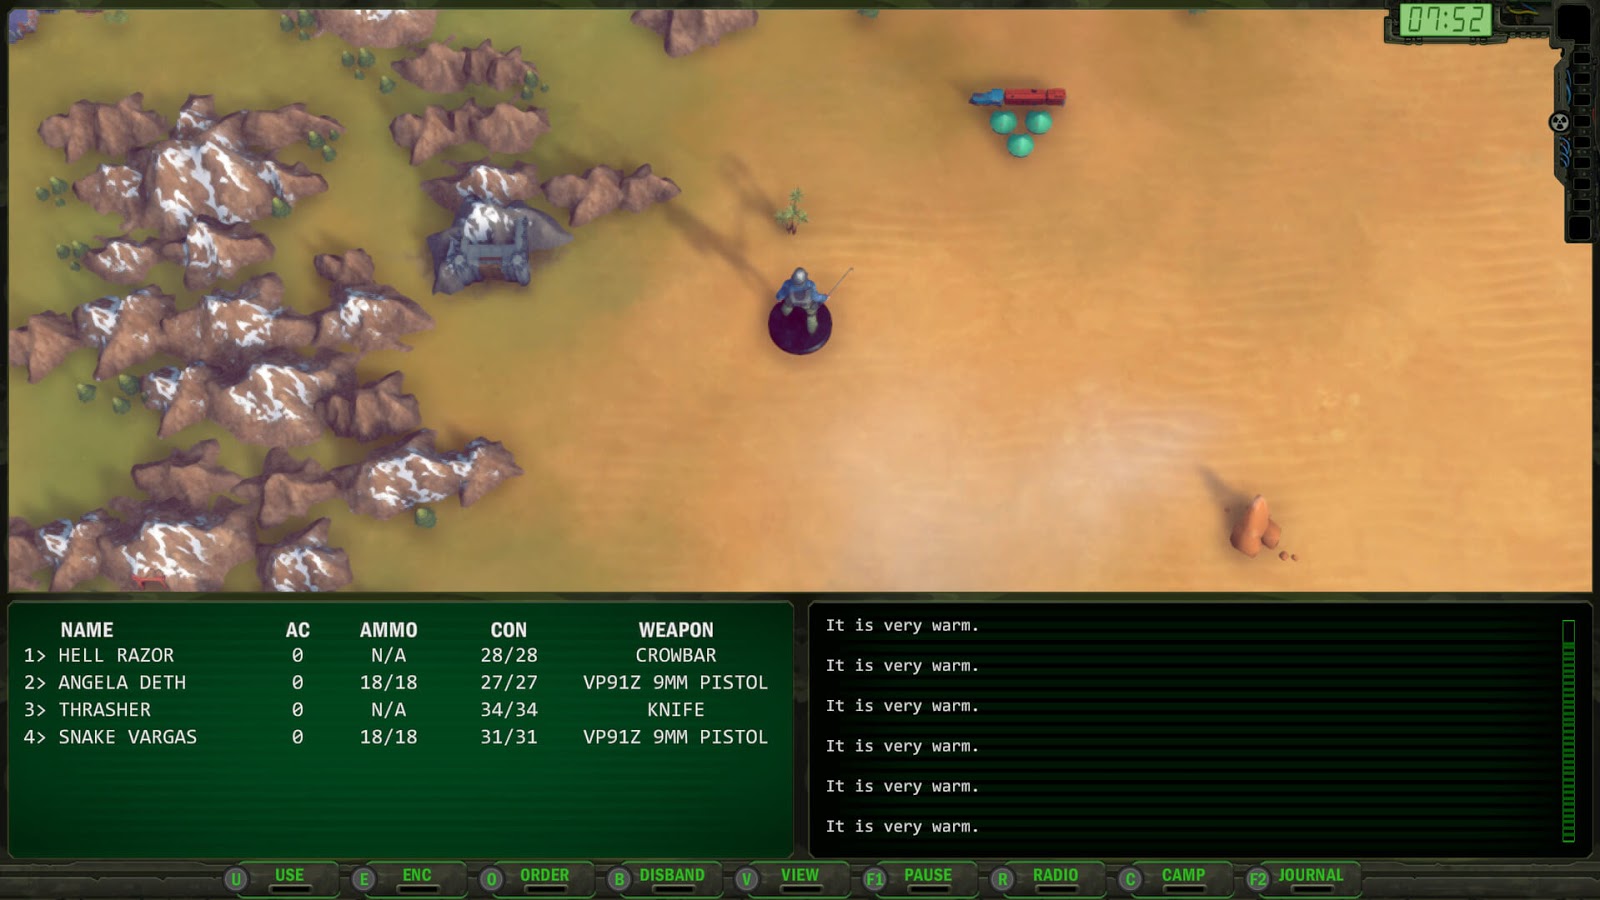 07:52
NAME AC AMMO CON WEAPON
1> HELL RAZOR 0 N/A 28/28 CROWBAR
2> ANGELA DETH 0 18/18 27/27 VP91Z 9MM PISTOL
3> THRASHER 0 N/A 34/34 KNIFE
4> SNAKE VARGAS 0 18/18 31/31 VP91Z 9MM PISTOL
It is very warm.
It is very warm.
It is very warm.
It is very warm.
It is very warm.
It is very warm.
U USE E ENC O ORDER B DISBAND V VIEW F1 PAUSE R RADIO C CAMP F2 JOURNAL